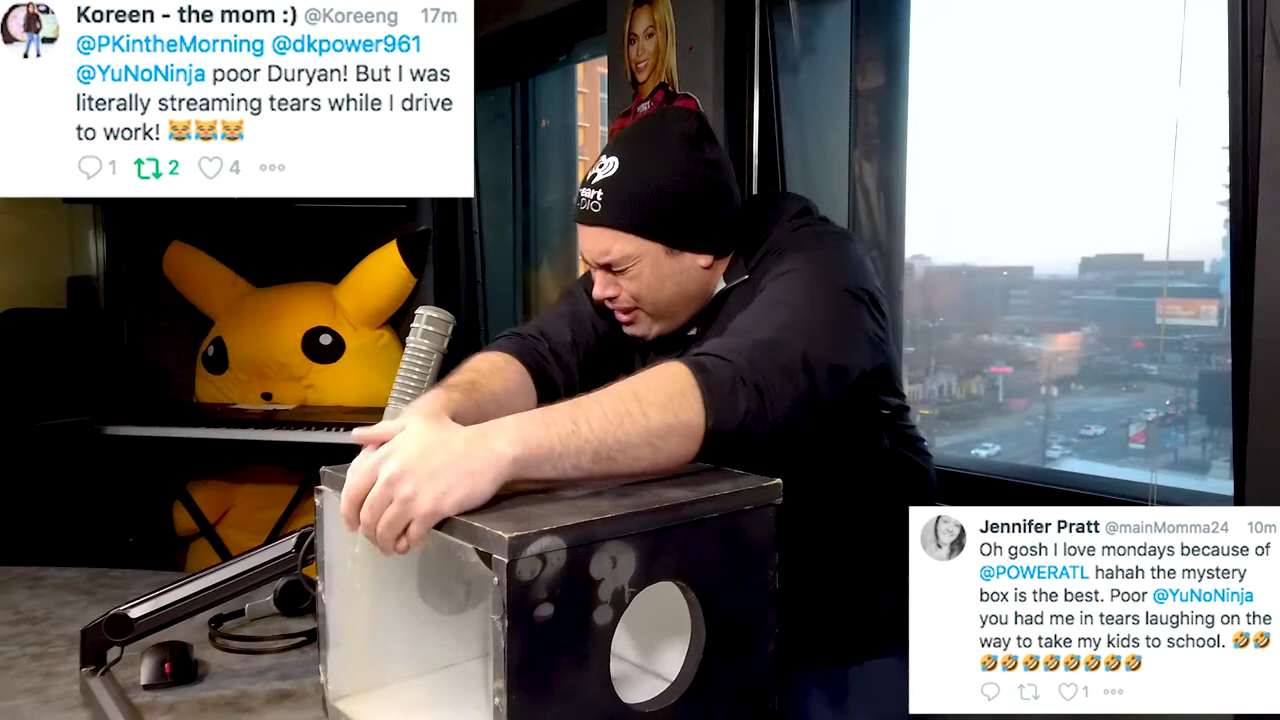 Koreen - the mom :) @Koreeng 17m
@PKintheMorning @dkpower961
@YuNoNinja poor Duryan! But I was
literally streaming tears while I drive
to work! 😹😹😹
1 2 4
eart
DIO
? ?
Jennifer Pratt @mainMomma24 10m
Oh gosh I love mondays because of
@POWERATL hahah the mystery
box is the best. Poor @YuNoNinja
you had me in tears laughing on the
way to take my kids to school. 🤣🤣
🤣🤣🤣🤣🤣🤣🤣🤣
1